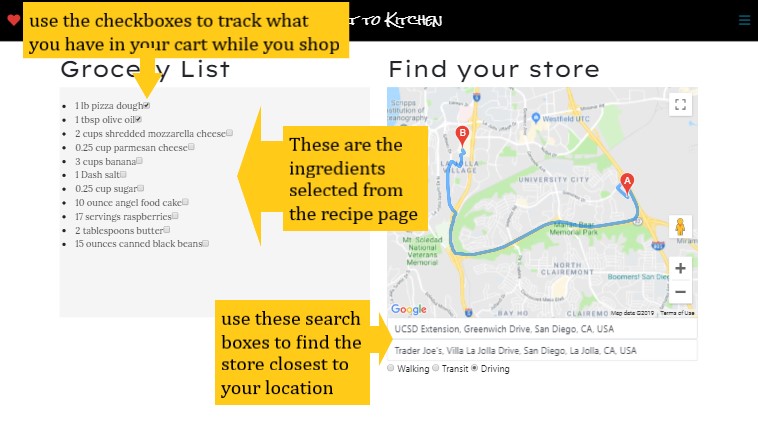 use the checkboxes to track what
you have in your cart while you shop
to Kitchen
Grocery List
1 lb pizza dough
1 tbsp olive oil
2 cups shredded mozzarella cheese
0.25 cup parmesan cheese
3 cups banana
1 Dash salt
0.25 cup sugar
10 ounce angel food cake
17 servings raspberries
2 tablespoons butter
15 ounces canned black beans
These are the
ingredients
selected from
the recipe page
Find your store
Scripps
stitution of
eanography
Westfield UTC
B
LA JOLLA
VILLAGE
UNIVERSITY CITY
A
Marian Bear
Memorial Park
Mt. Soledad
National
Veterans
Memorial
Miram
NORTH
CLAIREMONT
Boomers! San Die
Google
BAY HO
CLAIREMONT
Map data ©2019
Terms of Use
use these search
boxes to find the
store closest to
your location
UCSD Extension, Greenwich Drive, San Diego, CA, USA
Trader Joe's, Villa La Jolla Drive, San Diego, La Jolla, CA, USA
Walking Transit Driving